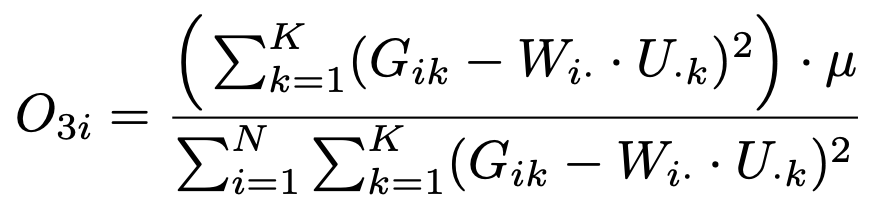 $$O_{3i} = \frac{\left(\sum_{k=1}^{K}(G_{ik} - W_{i\cdot} \cdot U_{\cdot k})^2\right) \cdot \mu}{\sum_{i=1}^{N} \sum_{k=1}^{K}(G_{ik} - W_{i\cdot} \cdot U_{\cdot k})^2}$$